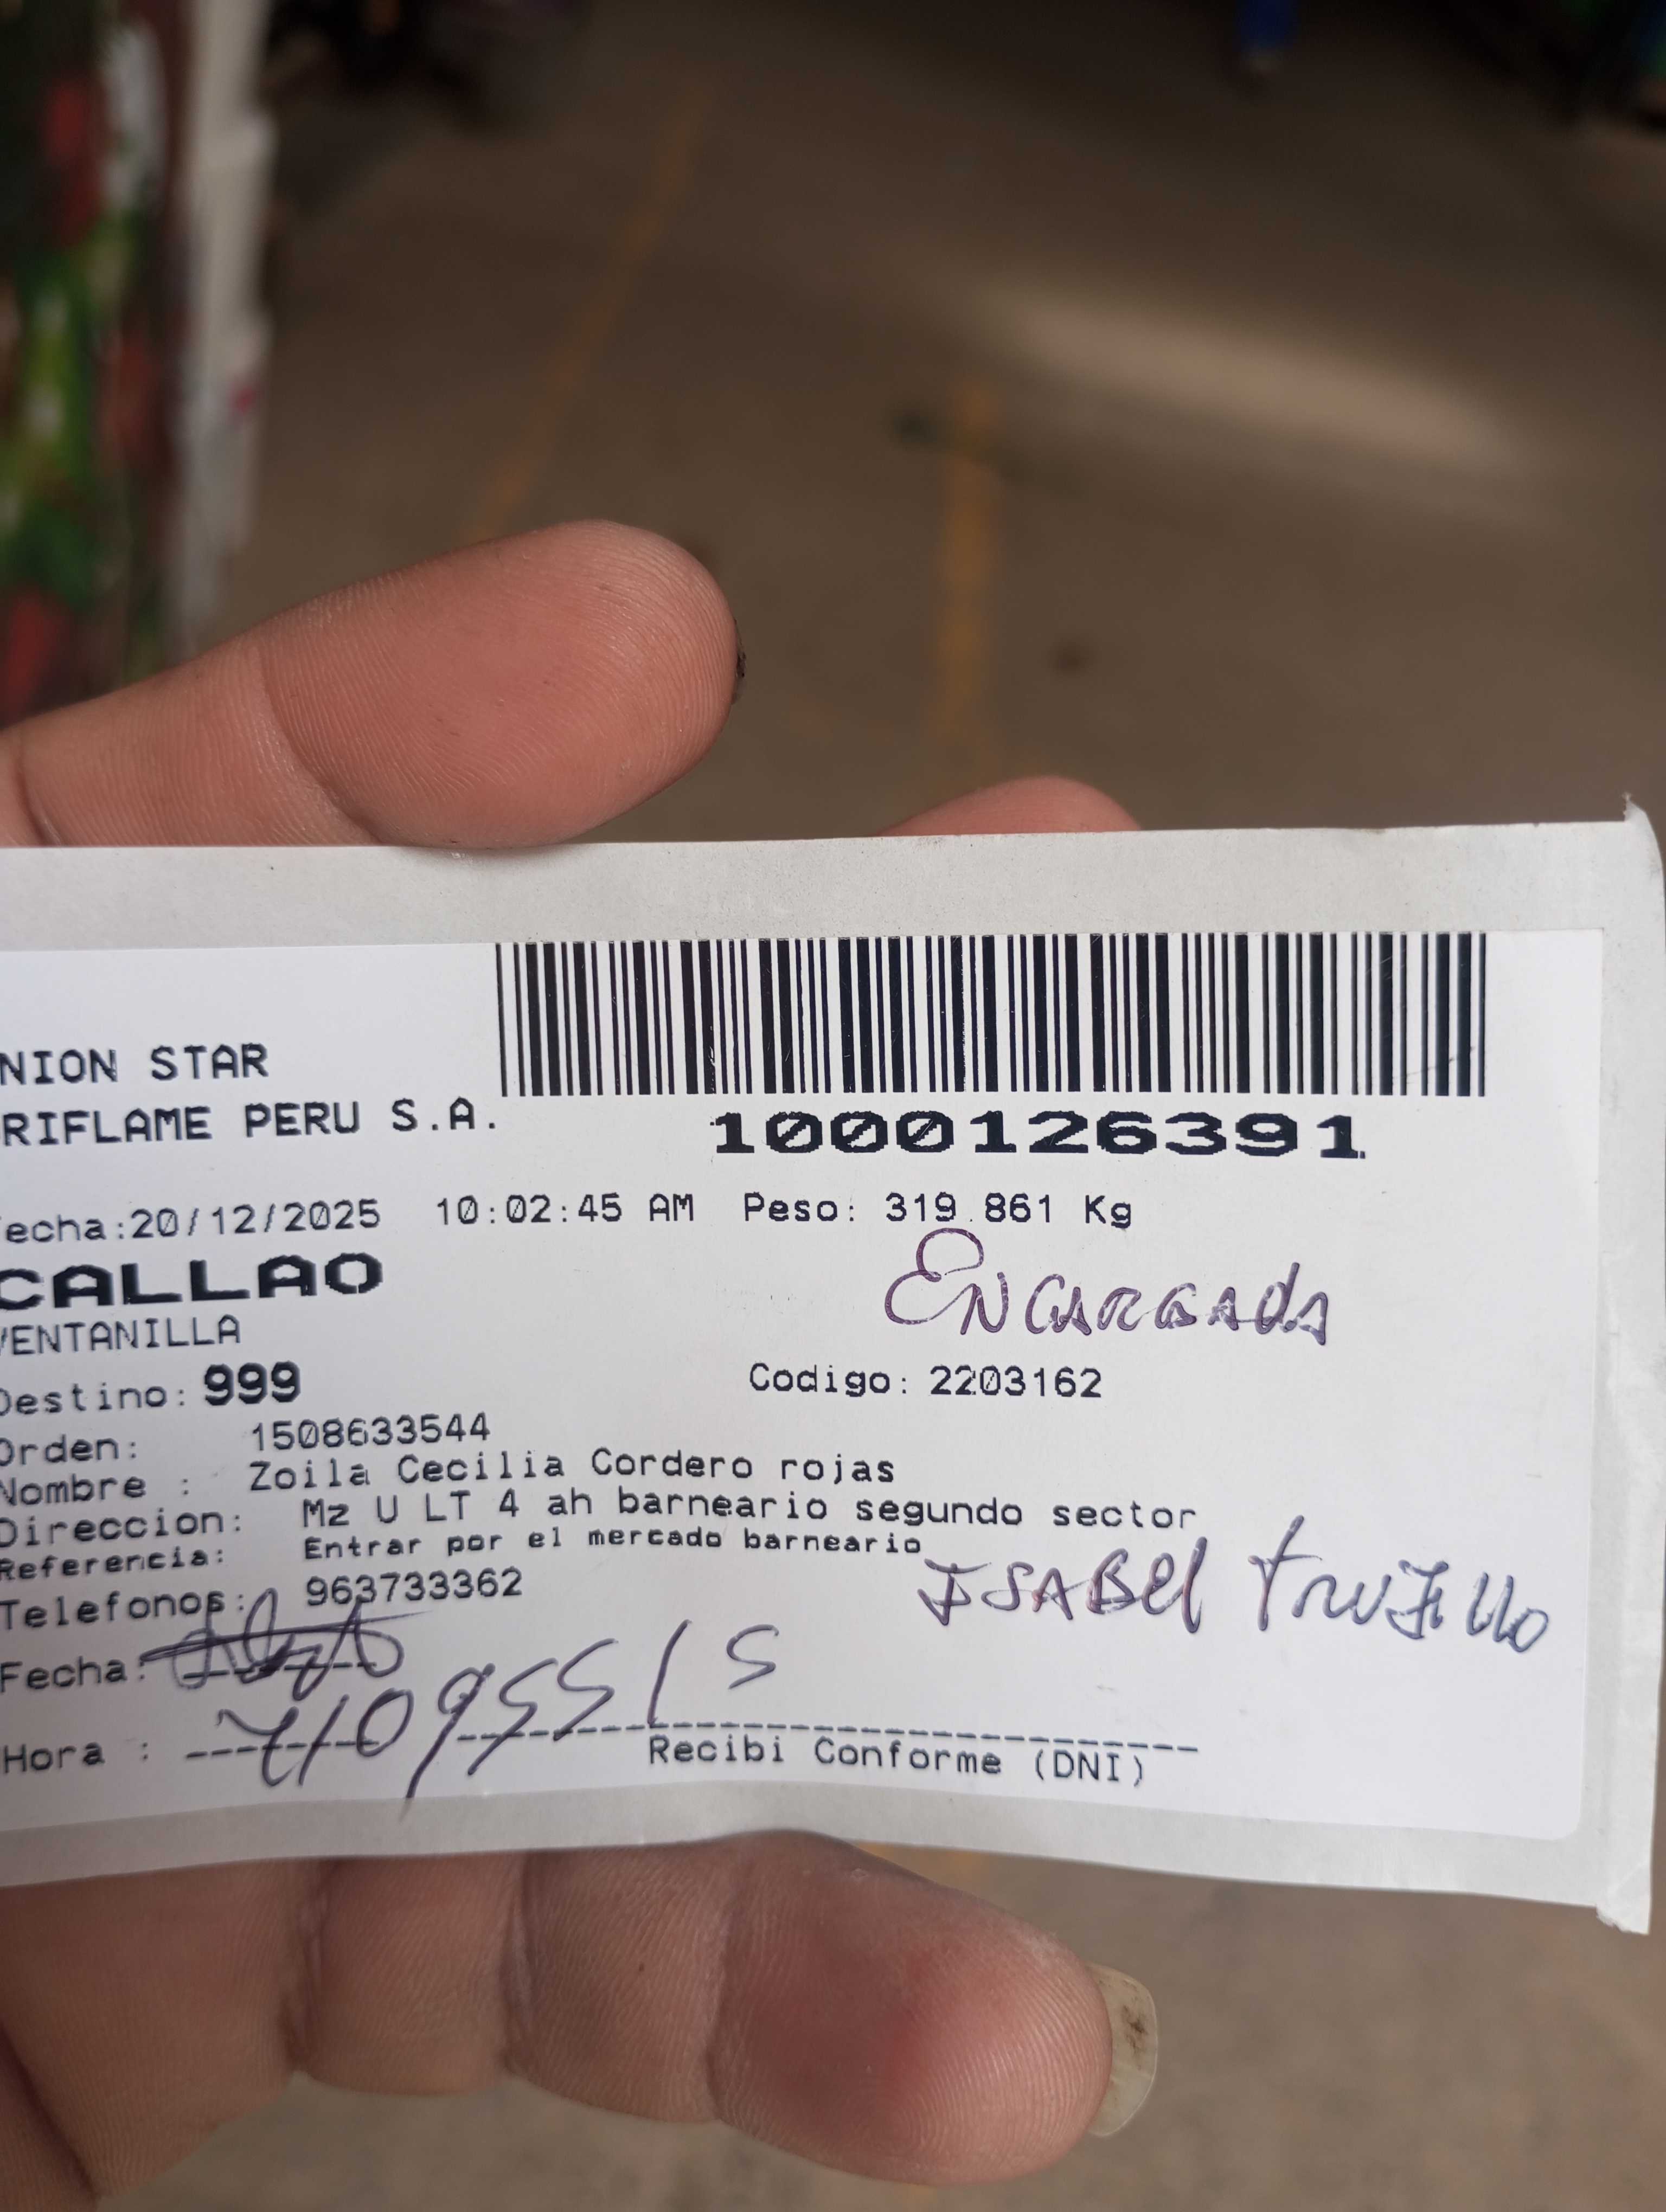 NION STAR
RIFLAME PERU S.A.
1000126391
echa:20/12/2025 10:02:45 AM Peso: 319.861 Kg
CALLAO
ENCARGADA
VENTANILLA
Destino: 999 Codigo: 2203162
Orden: 1508633544
Nombre : Zoila Cecilia Cordero rojas
Direccion: Mz U LT 4 ah barneario segundo sector
Referencia: Entrar por el mercado barneario
Telefonos: 963733362
ISABel truJillo
Fecha:
Hora : 71095515
Recibi Conforme (DNI)